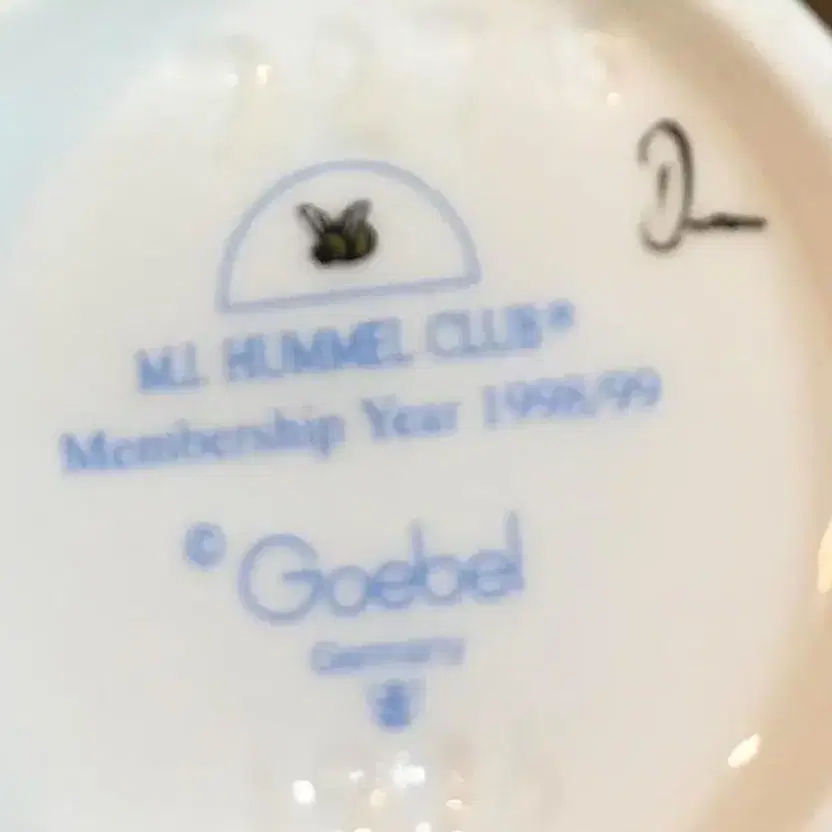 M.I. HUMMEL CLUB®
Membership Year 1998/99
© Goebel
Germany